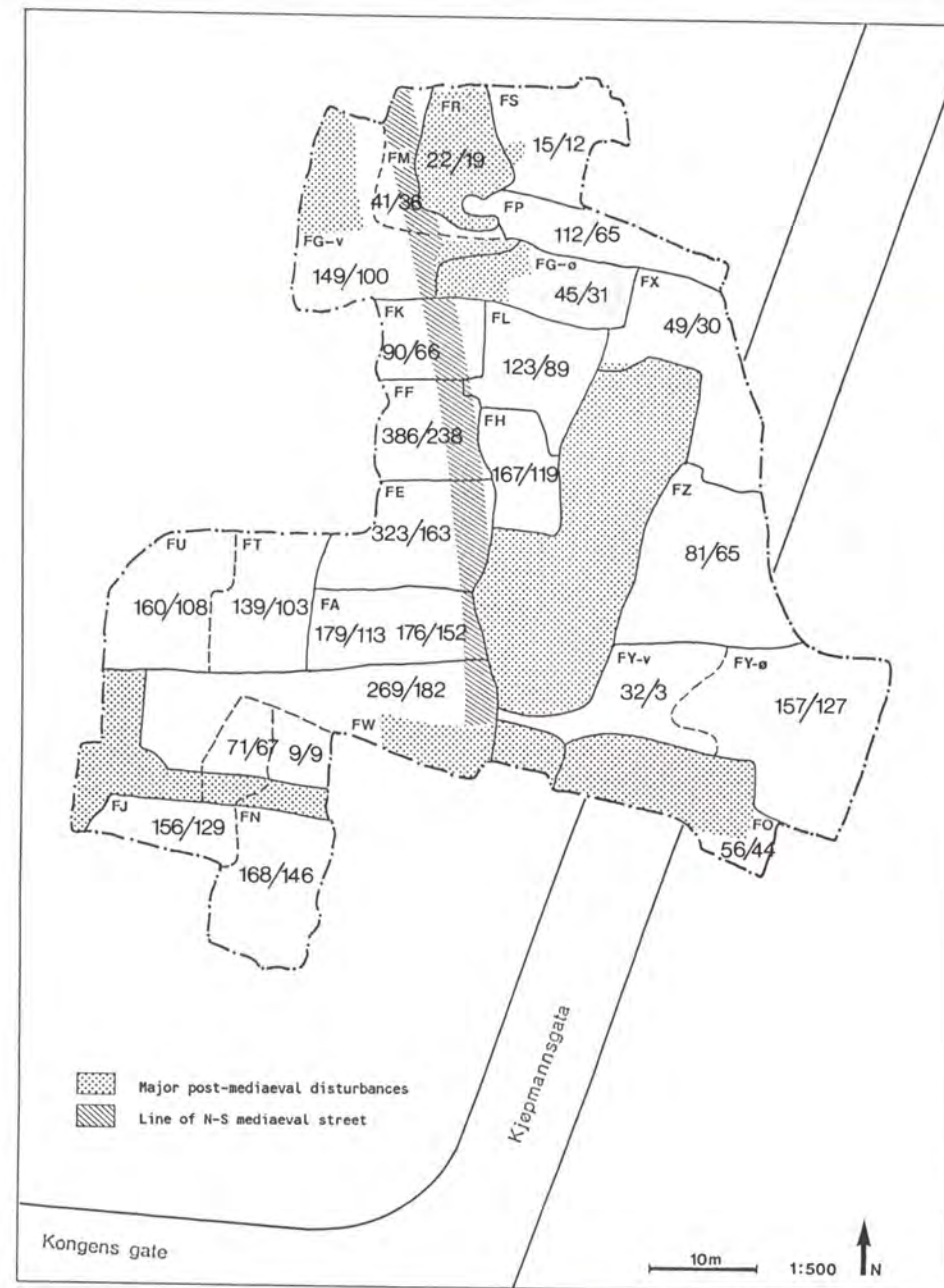 FR
FS
15/12
FM
22/19
41/36
FP
112/65
FG-v
FG-ø
149/100
45/31
FX
FK
FL
49/30
90/66
123/89
FF
386/238
FH
167/119
FE
FZ
323/163
81/65
FU
FT
160/108
139/103
FA
179/113
176/152
FY-v
FY-ø
269/182
32/3
157/127
FW
71/67
9/9
FJ
FN
156/129
FO
56/44
168/146
Major post-mediaeval disturbances
Line of N-S mediaeval street
Kjøpmannsgata
Kongens gate
10m
1:500
N